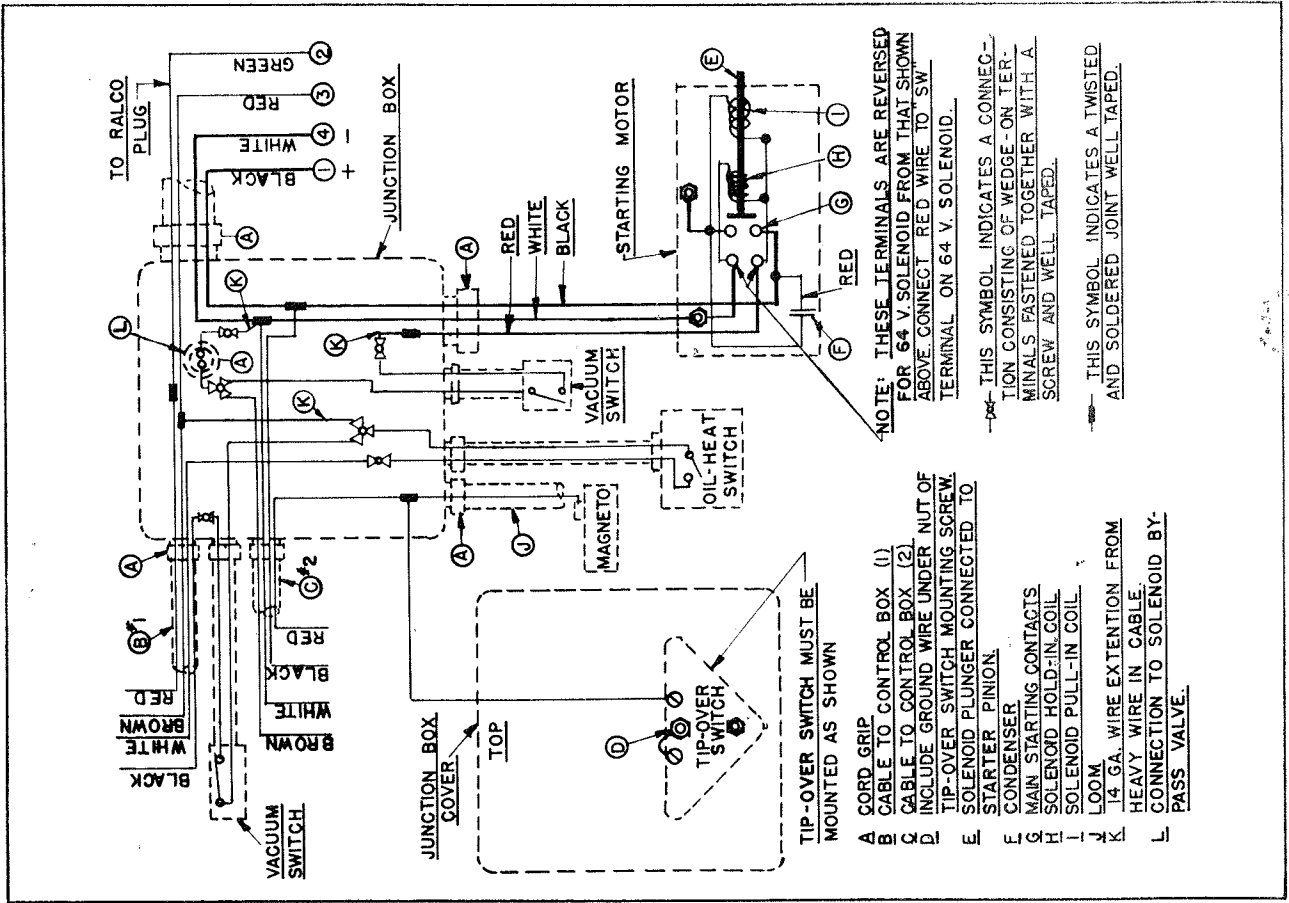 TO RALCO
PLUG
GREEN
2
RED
3
WHITE
4
-
BLACK
1
+
JUNCTION BOX
A
K
L
A
A
K
RED
WHITE
BLACK
K
VACUUM
SWITCH
OIL-HEAT
SWITCH
A
B
#1
C
#2
RED
BROWN
WHITE
BLACK
RED
BLACK
WHITE
BROWN
VACUUM
SWITCH
A
J
MAGNETO
STARTING MOTOR
E
I
H
G
F
RED
NOTE: THESE TERMINALS ARE REVERSED
FOR 64 V. SOLENOID FROM THAT SHOWN
ABOVE. CONNECT RED WIRE TO "SW"
TERMINAL ON 64 V. SOLENOID.
THIS SYMBOL INDICATES A CONNEC-
TION CONSISTING OF WEDGE-ON TER-
MINALS FASTENED TOGETHER WITH A
SCREW AND WELL TAPED.
THIS SYMBOL INDICATES A TWISTED
AND SOLDERED JOINT WELL TAPED.
JUNCTION BOX
COVER
TOP
D
TIP-OVER
SWITCH
TIP-OVER SWITCH MUST BE
MOUNTED AS SHOWN
A CORD GRIP
B CABLE TO CONTROL BOX (1)
C CABLE TO CONTROL BOX (2)
D INCLUDE GROUND WIRE UNDER NUT OF
TIP-OVER SWITCH MOUNTING SCREW.
E SOLENOID PLUNGER CONNECTED TO
STARTER PINION.
F CONDENSER
G MAIN STARTING CONTACTS
H SOLENOID HOLD-IN COIL
I SOLENOID PULL-IN COIL
J LOOM
K 14 GA. WIRE EXTENTION FROM
HEAVY WIRE IN CABLE.
L CONNECTION TO SOLENOID BY-
PASS VALVE.